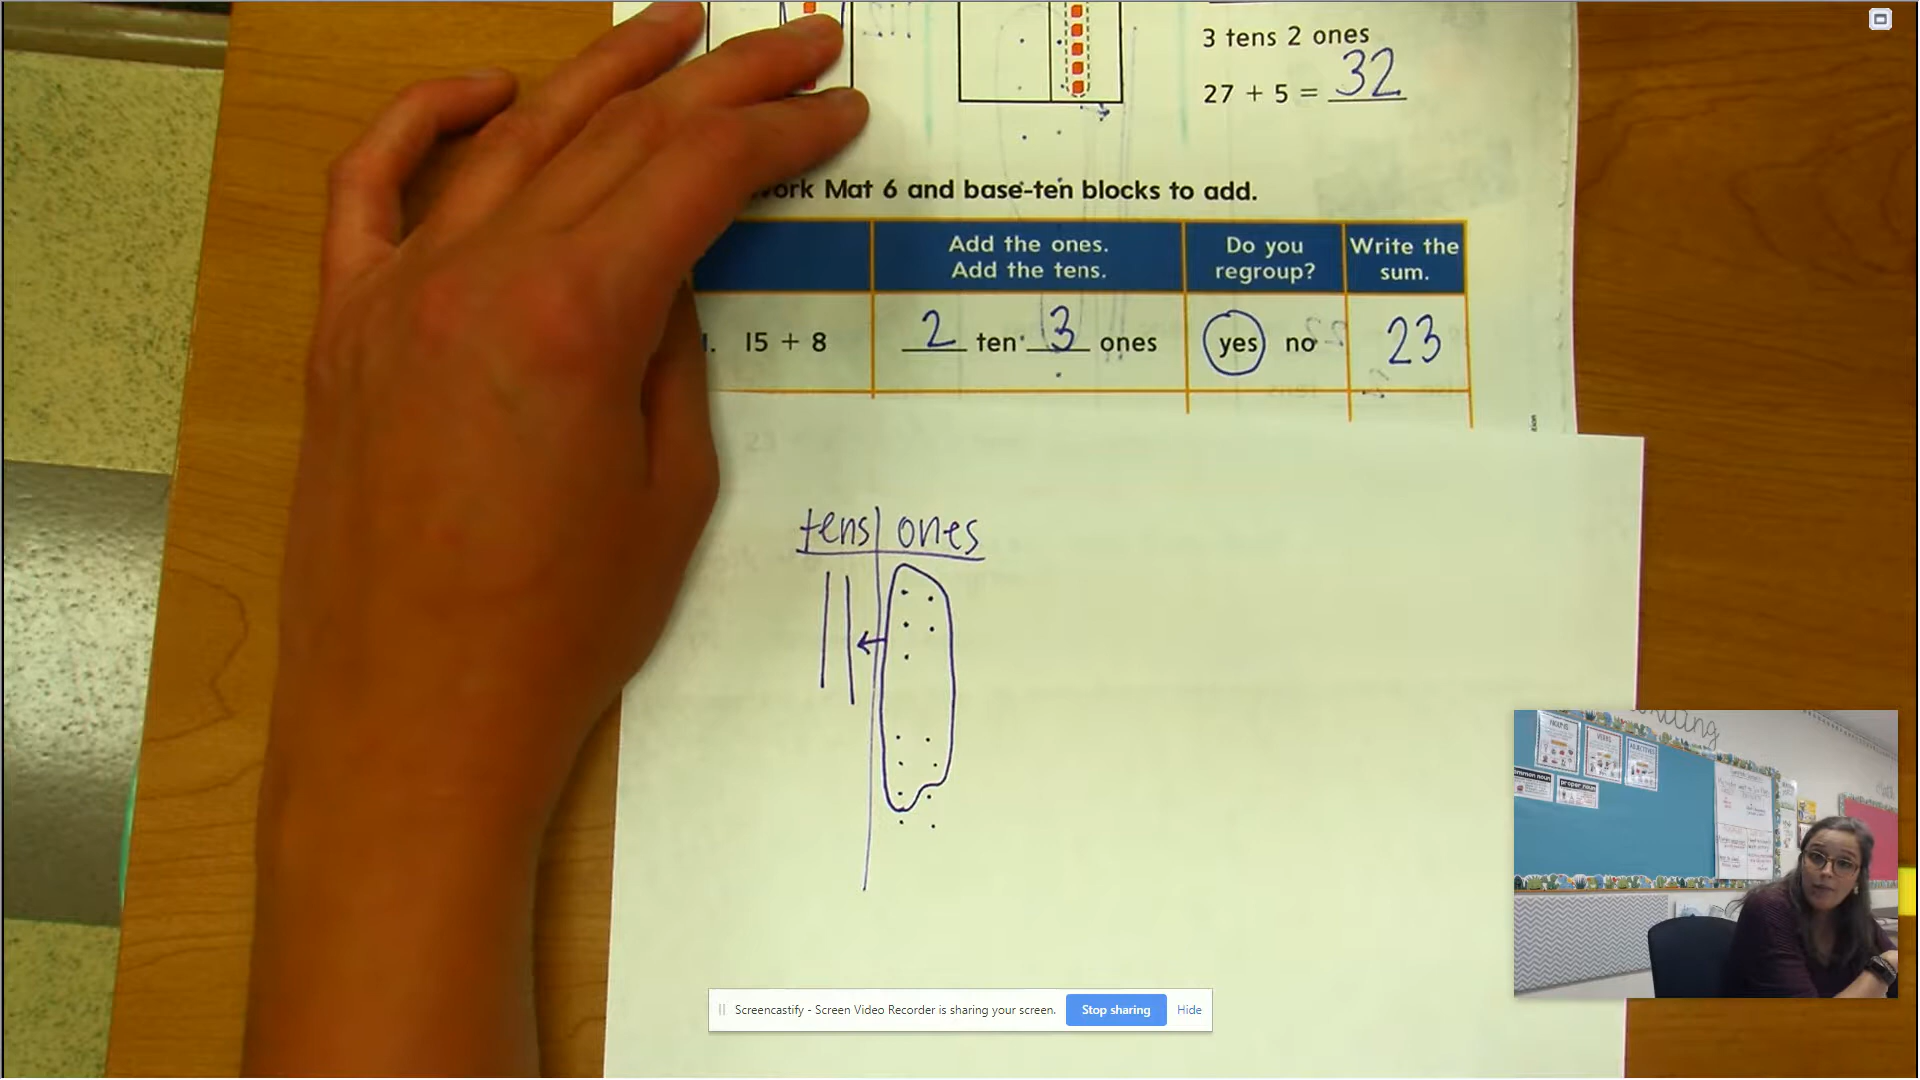 3 tens 2 ones
27 + 5 = 32
ork Mat 6 and base-ten blocks to add.
Add the ones.
Add the tens.
Do you
regroup?
Write the
sum.
1. 15 + 8
2 ten 3 ones
yes no
23
tens ones
Screencastify - Screen Video Recorder is sharing your screen.
Stop sharing
Hide